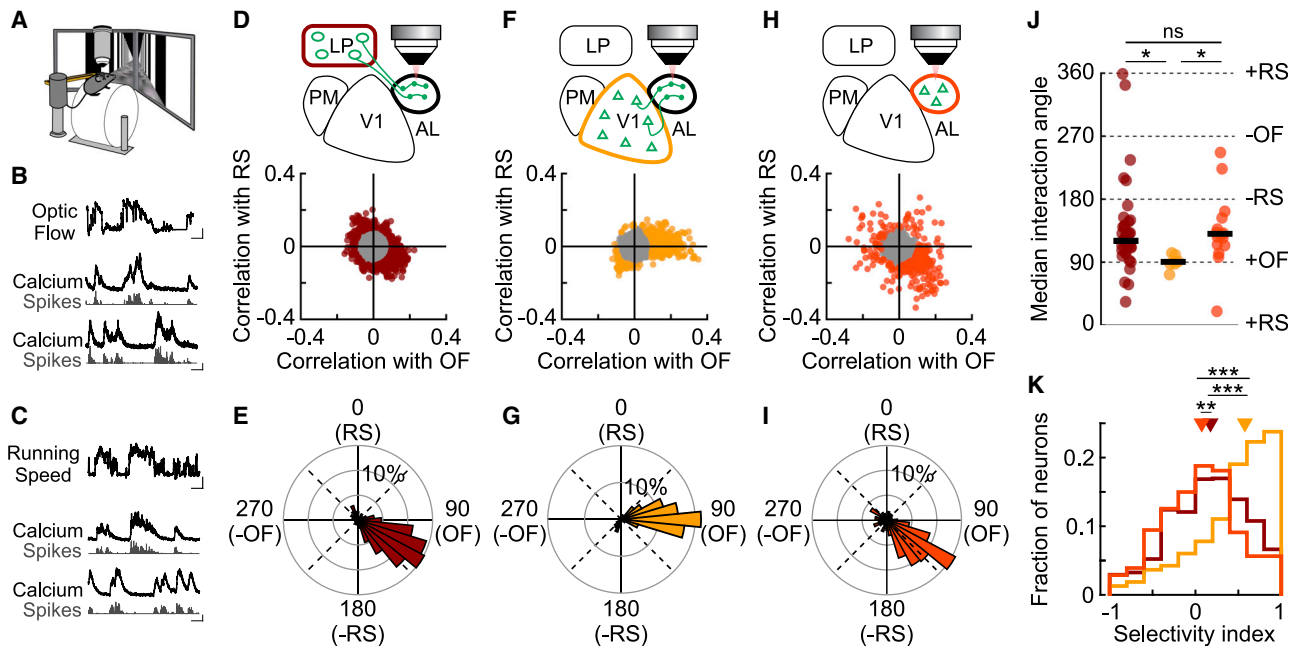 A
B
Optic
Flow
Calcium
Spikes
Calcium
Spikes
C
Running
Speed
Calcium
Spikes
Calcium
Spikes
D
LP
PM
V1
AL
Correlation with RS
0.4
0
-0.4
-0.4
0
0.4
Correlation with OF
E
0
(RS)
10%
270
(-OF)
90
(OF)
180
(-RS)
F
LP
PM
V1
AL
Correlation with RS
0.4
0
-0.4
-0.4
0
0.4
Correlation with OF
G
10%
270
(-OF)
90
(OF)
0
(RS)
180
(-RS)
H
LP
PM
V1
AL
Correlation with RS
0.4
0
-0.4
-0.4
0
0.4
Correlation with OF
I
0
(RS)
10%
270
(-OF)
90
(OF)
180
(-RS)
J
ns
* *
Median interaction angle
360 +RS
270 -OF
180 -RS
90 +OF
0 +RS
K
***
***
**
Fraction of neurons
0.2
0.1
0
-1 0 1
Selectivity index